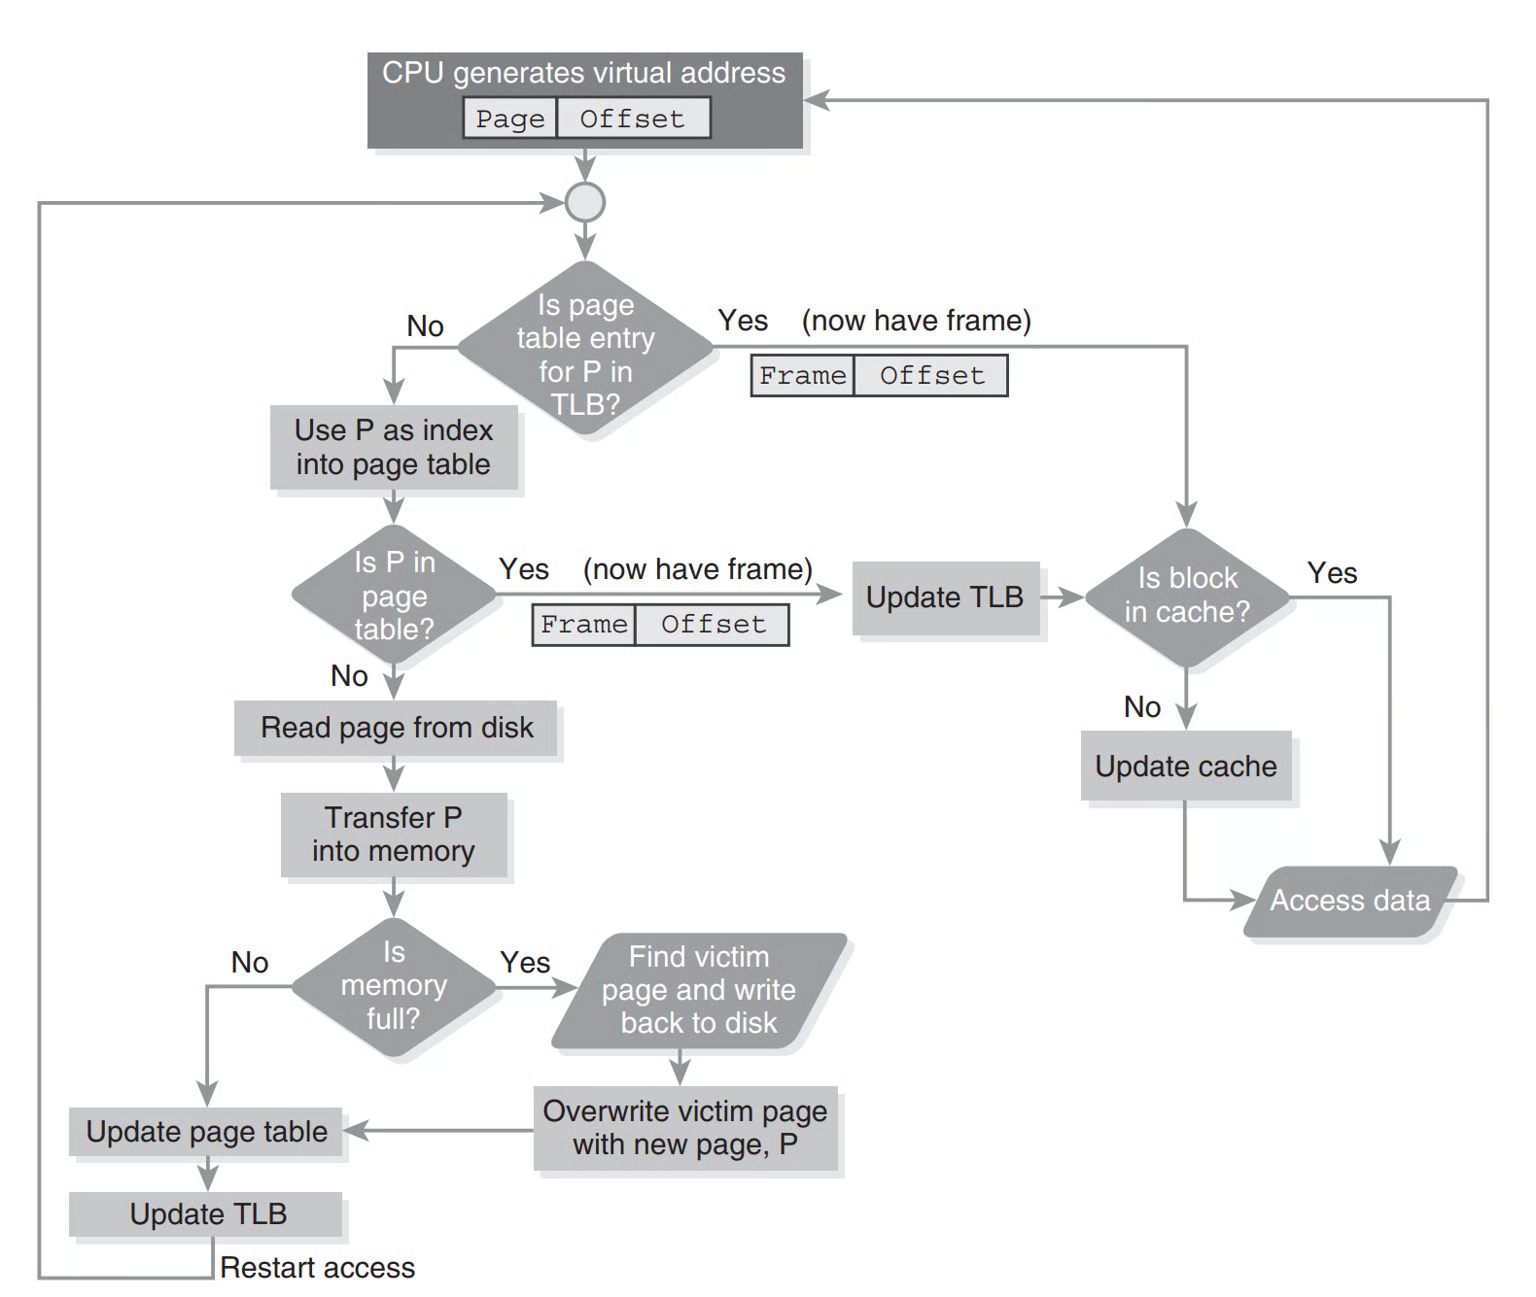 CPU generates virtual address
Page Offset
Is page
table entry
for P in
TLB?
No
Yes (now have frame)
Frame Offset
Use P as index
into page table
Is P in
page
table?
Yes (now have frame)
Frame Offset
Update TLB
Is block
in cache?
Yes
No
Update cache
Access data
No
Read page from disk
Transfer P
into memory
Is
memory
full?
No
Yes
Find victim
page and write
back to disk
Overwrite victim page
with new page, P
Update page table
Update TLB
Restart access